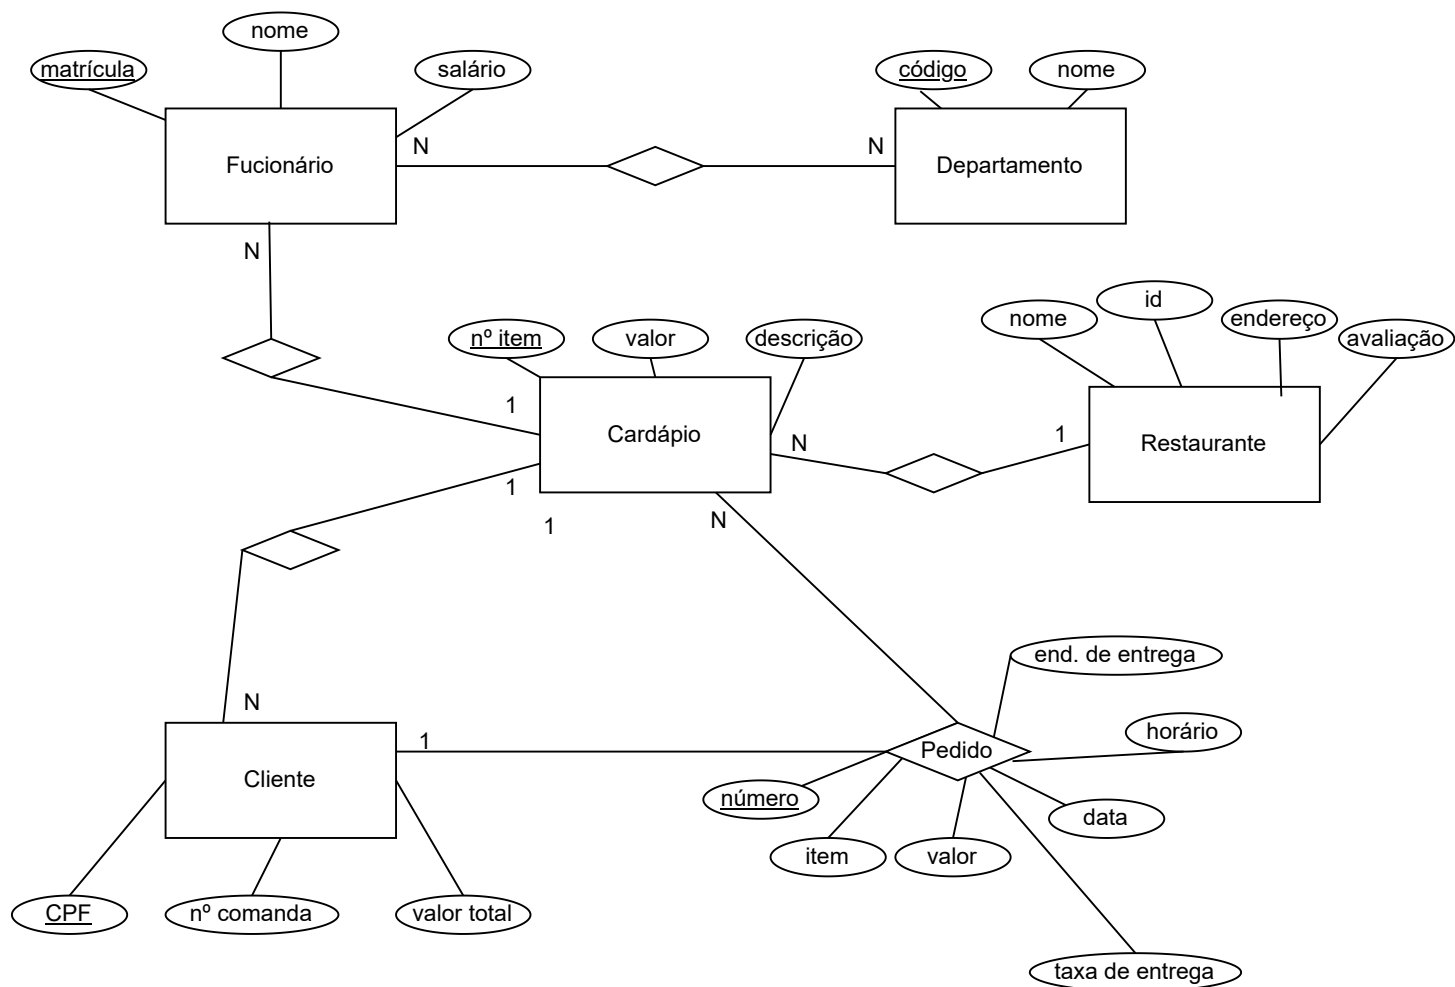 nome
matrícula
salário
código
nome
Fucionário
N
N
Departamento
N
id
nome
endereço
avaliação
nº item
valor
descrição
1
Cardápio
N
1
Restaurante
1
1
N
end. de entrega
N
1
horário
Pedido
Cliente
número
data
item
valor
CPF
nº comanda
valor total
taxa de entrega